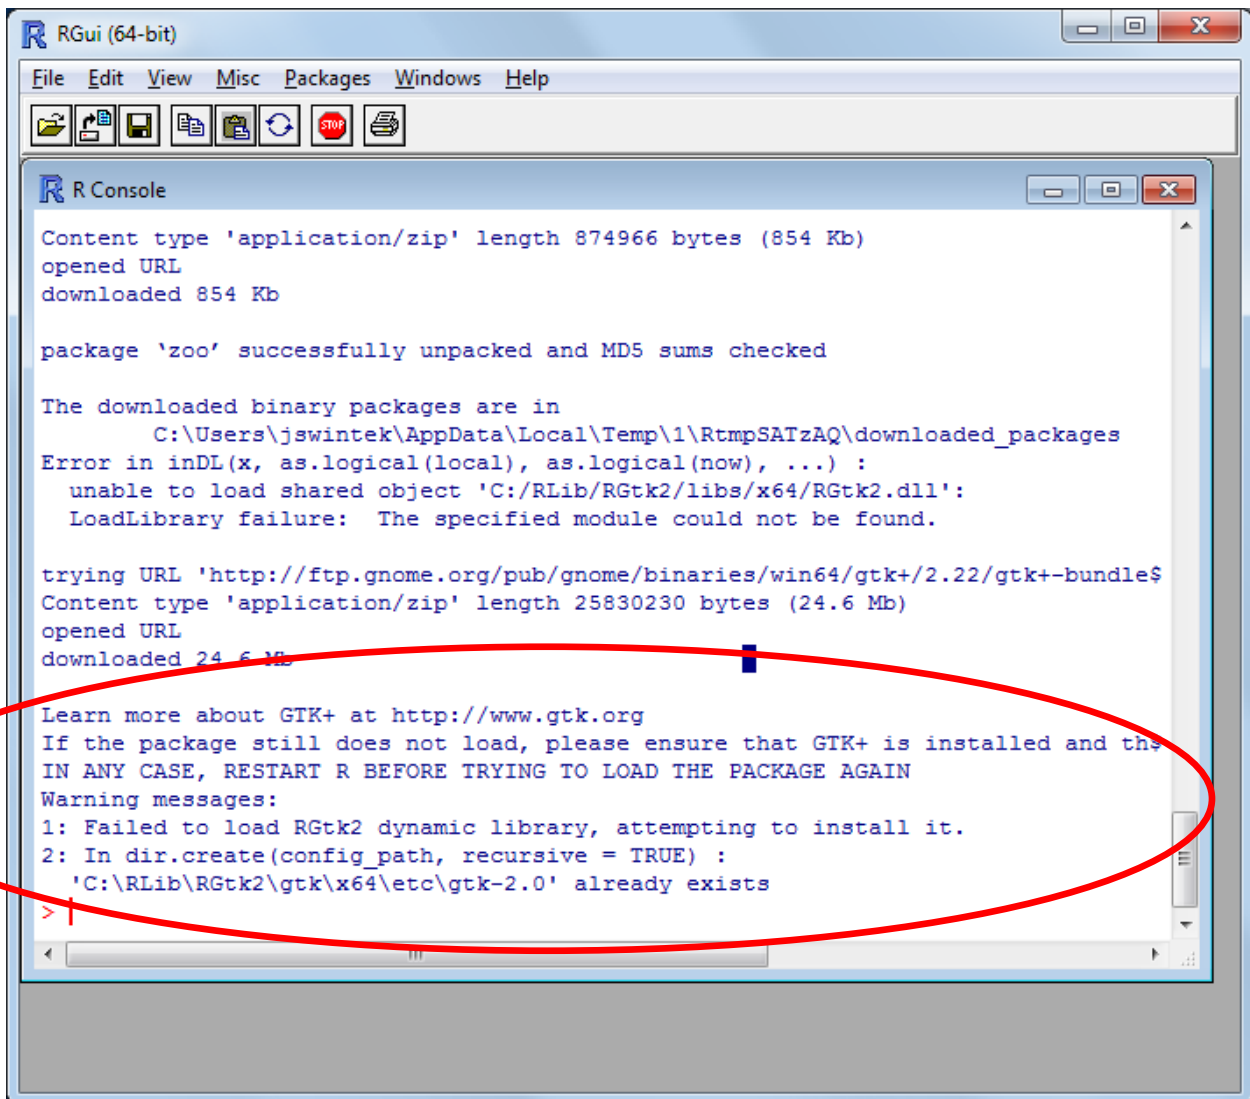 RGui (64-bit)
File Edit View Misc Packages Windows Help
STOP
R Console
Content type 'application/zip' length 874966 bytes (854 Kb)
opened URL
downloaded 854 Kb
package ‘zoo’ successfully unpacked and MD5 sums checked
The downloaded binary packages are in
C:\Users\jswintek\AppData\Local\Temp\1\RtmpSATzAQ\downloaded_packages
Error in inDL(x, as.logical(local), as.logical(now), ...) :
unable to load shared object 'C:/RLib/RGtk2/libs/x64/RGtk2.dll':
LoadLibrary failure:  The specified module could not be found.
trying URL 'http://ftp.gnome.org/pub/gnome/binaries/win64/gtk+/2.22/gtk+-bundle$
Content type 'application/zip' length 25830230 bytes (24.6 Mb)
opened URL
downloaded 24.6 Mb
Learn more about GTK+ at http://www.gtk.org
If the package still does not load, please ensure that GTK+ is installed and th$
IN ANY CASE, RESTART R BEFORE TRYING TO LOAD THE PACKAGE AGAIN
Warning messages:
1: Failed to load RGtk2 dynamic library, attempting to install it.
2: In dir.create(config_path, recursive = TRUE) :
'C:\RLib\RGtk2\gtk\x64\etc\gtk-2.0' already exists
>